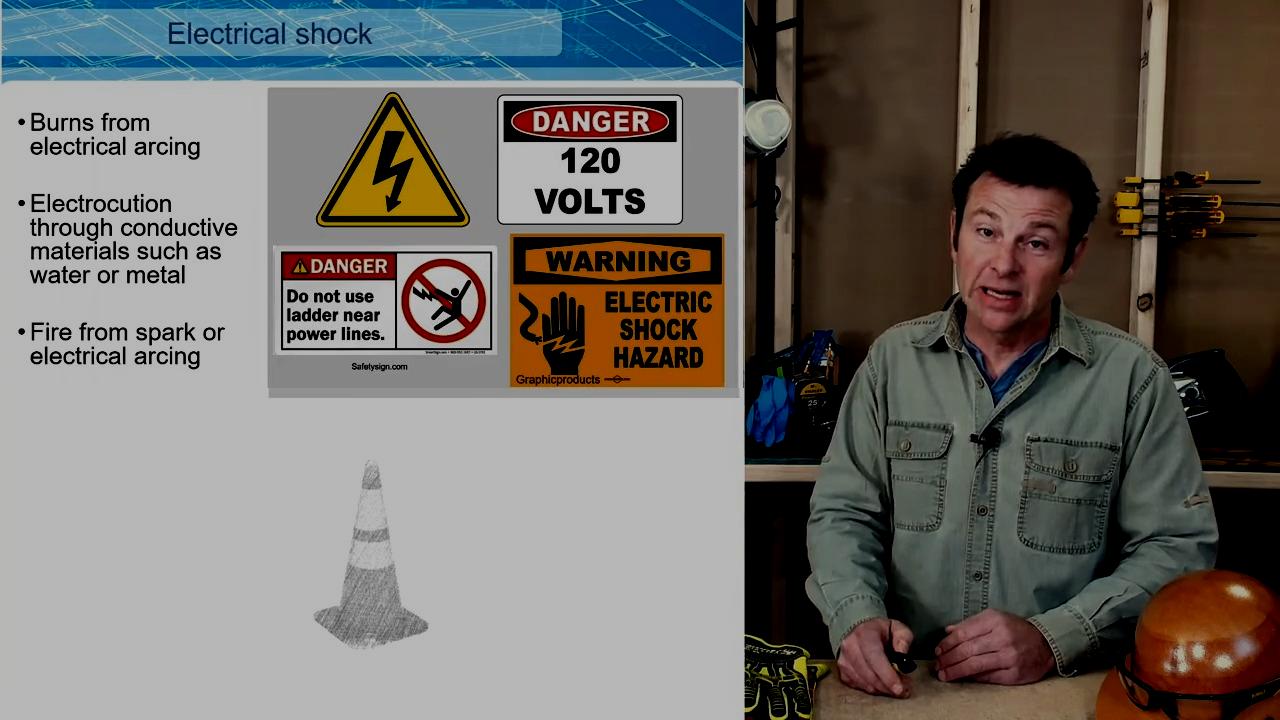 Electrical shock
• Burns from
electrical arcing
• Electrocution
through conductive
materials such as
water or metal
• Fire from spark or
electrical arcing
DANGER
120
VOLTS
DANGER
Do not use
ladder near
power lines.
Safetysign.com
WARNING
ELECTRIC
SHOCK
HAZARD
Graphicproducts
25